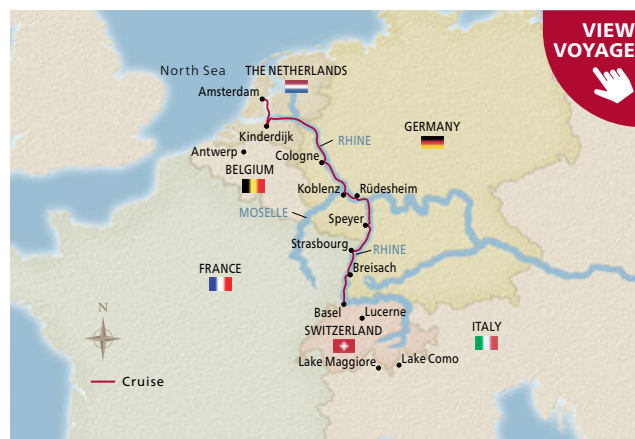 VIEW
VOYAGE
North Sea
THE NETHERLANDS
Amsterdam
Kinderdijk
RHINE
GERMANY
Antwerp
Cologne
BELGIUM
Koblenz
Rüdesheim
MOSELLE
Speyer
Strasbourg
RHINE
FRANCE
Breisach
Basel
Lucerne
SWITZERLAND
ITALY
Lake Maggiore
Lake Como
N
Cruise